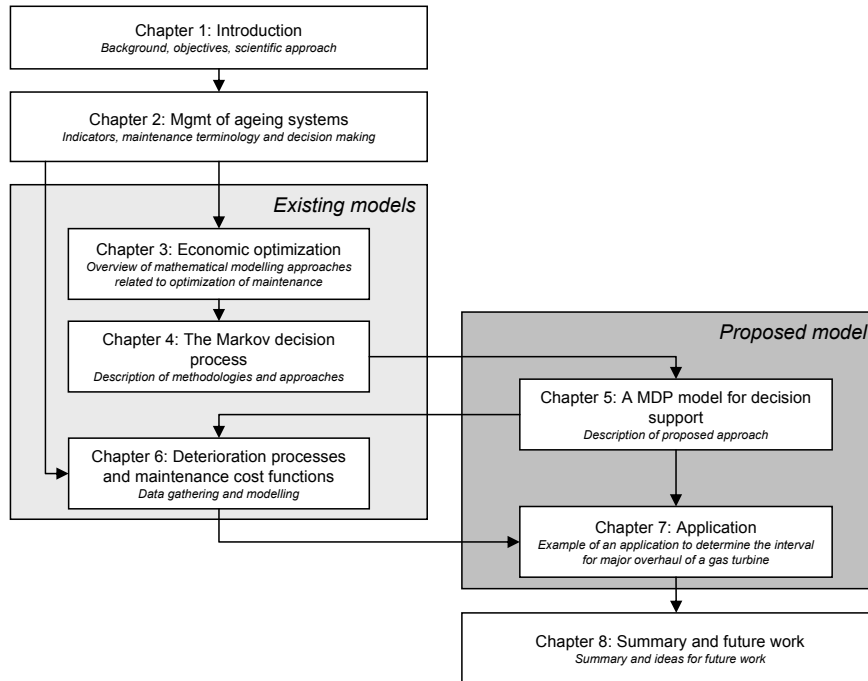 Chapter 1: Introduction
Background, objectives, scientific approach
Chapter 2: Mgmt of ageing systems
Indicators, maintenance terminology and decision making
Existing models
Chapter 3: Economic optimization
Overview of mathematical modelling approaches
related to optimization of maintenance
Chapter 4: The Markov decision
process
Description of methodologies and approaches
Proposed model
Chapter 5: A MDP model for decision
support
Description of proposed approach
Chapter 6: Deterioration processes
and maintenance cost functions
Data gathering and modelling
Chapter 7: Application
Example of an application to determine the interval
for major overhaul of a gas turbine
Chapter 8: Summary and future work
Summary and ideas for future work